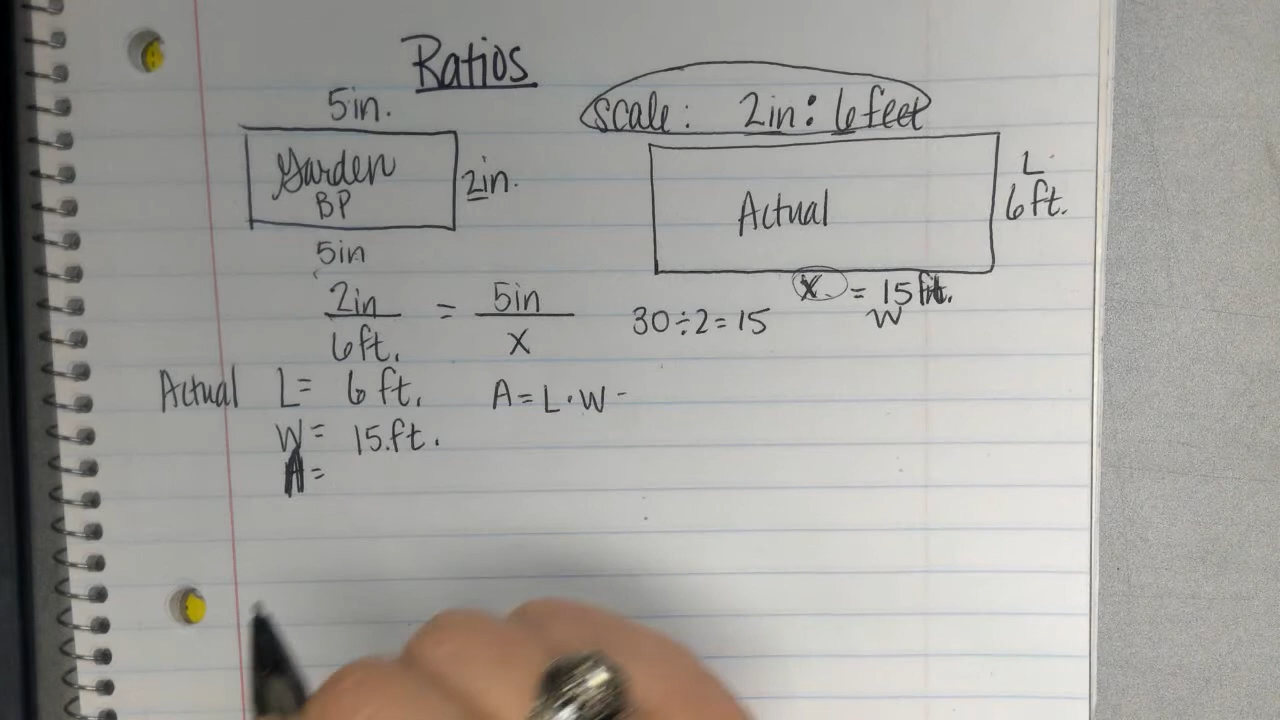 Ratios
5in.
scale: 2in: 6feet
Garden
BP
2in.
Actual
L
6ft.
5in
x = 15ft.
W
2in = 5in
6ft. x
30÷2=15
Actual L= 6 ft. A=L·W-
W= 15.ft.
A=